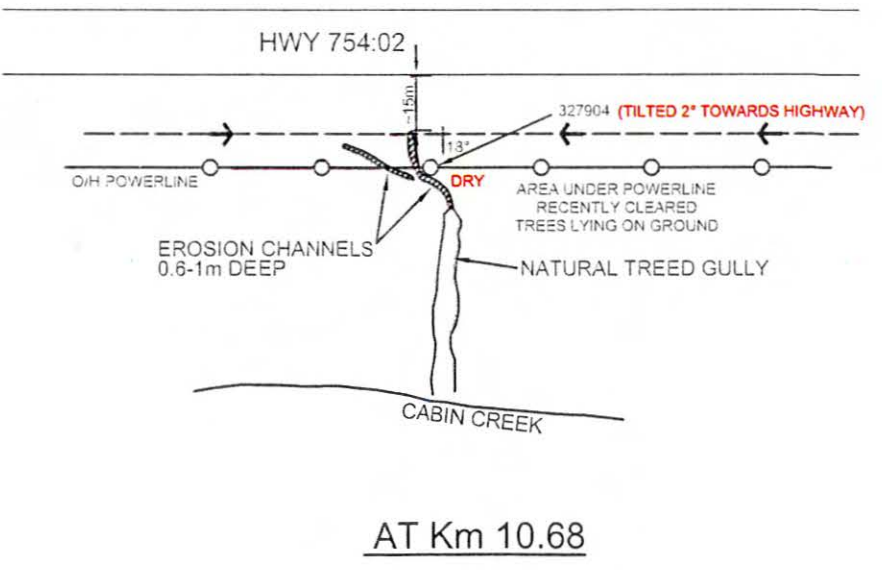 HWY 754:02
~15m
327904 (TILTED 2° TOWARDS HIGHWAY)
18°
O/H POWERLINE
DRY
AREA UNDER POWERLINE
RECENTLY CLEARED
TREES LYING ON GROUND
EROSION CHANNELS
0.6-1m DEEP
NATURAL TREED GULLY
CABIN CREEK
AT Km 10.68